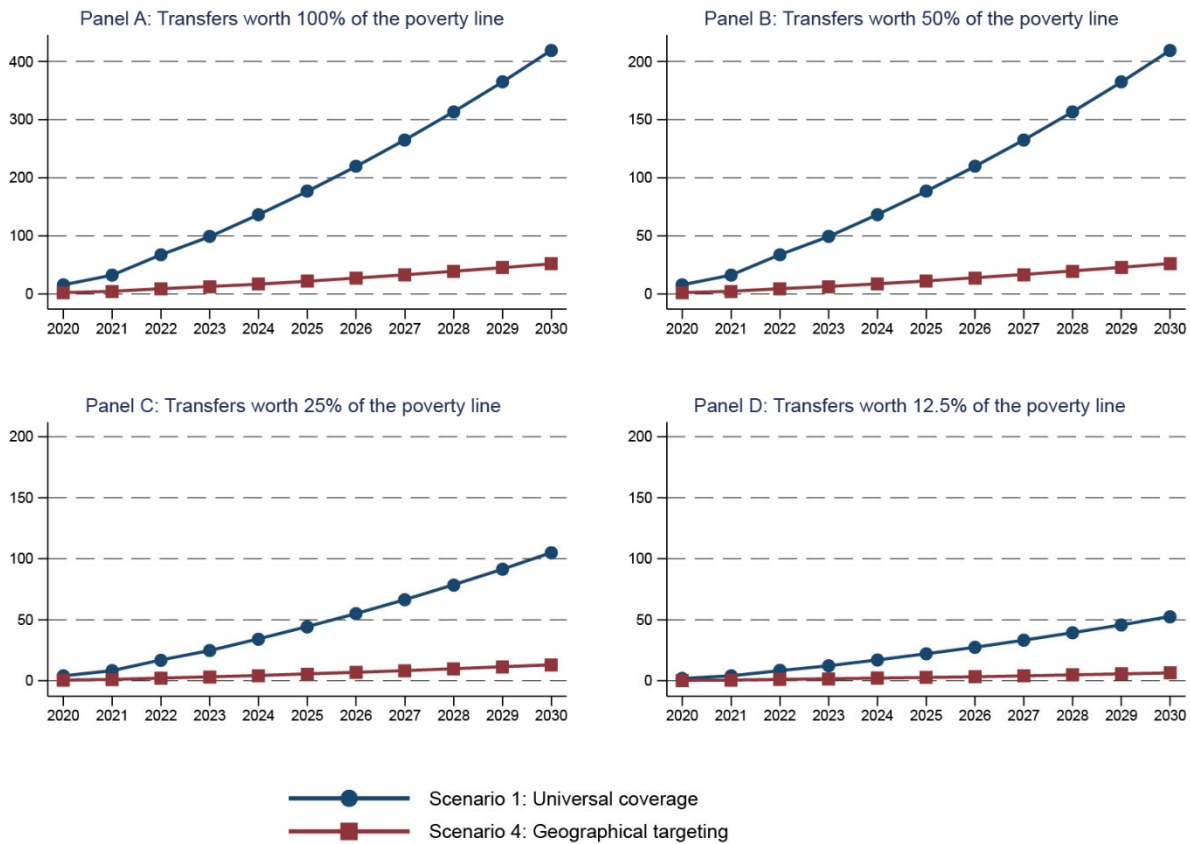 Panel A: Transfers worth 100% of the poverty line
400
300
200
100
0
2020 2021 2022 2023 2024 2025 2026 2027 2028 2029 2030
Panel B: Transfers worth 50% of the poverty line
200
150
100
50
0
2020 2021 2022 2023 2024 2025 2026 2027 2028 2029 2030
Panel C: Transfers worth 25% of the poverty line
200
150
100
50
0
2020 2021 2022 2023 2024 2025 2026 2027 2028 2029 2030
Panel D: Transfers worth 12.5% of the poverty line
200
150
100
50
0
2020 2021 2022 2023 2024 2025 2026 2027 2028 2029 2030
Scenario 1: Universal coverage
Scenario 4: Geographical targeting